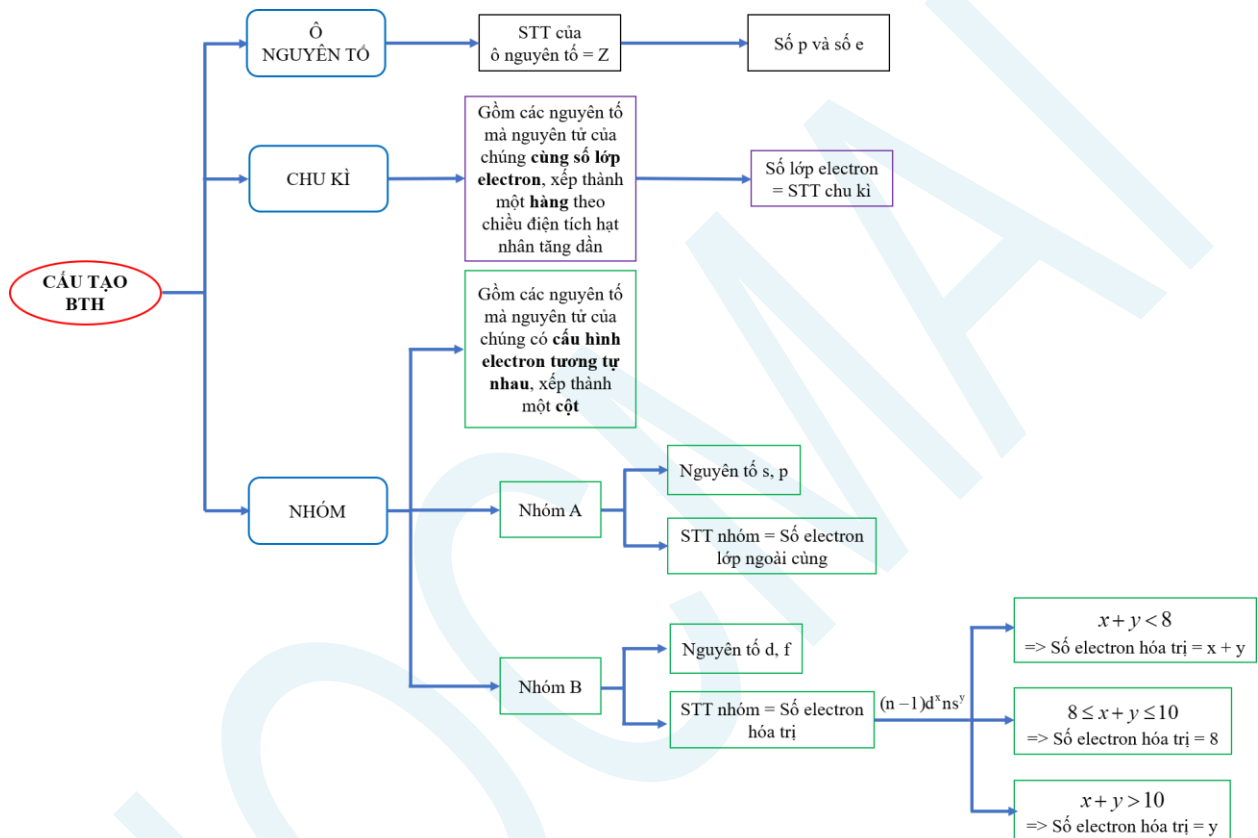 Ô
NGUYÊN TỐ
STT của
ô nguyên tố = Z
Số p và số e
CHU KÌ
Gồm các nguyên tố
mà nguyên tử của
chúng cùng số lớp
electron, xếp thành
một hàng theo
chiều điện tích hạt
nhân tăng dần
Số lớp electron
= STT chu kì
CẤU TẠO
BTH
Gồm các nguyên tố
mà nguyên tử của
chúng có cấu hình
electron tương tự
nhau, xếp thành
một cột
NHÓM
Nhóm A
Nguyên tố s, p
STT nhóm = Số electron
lớp ngoài cùng
Nhóm B
Nguyên tố d, f
STT nhóm = Số electron
hóa trị
(n – 1)dˣnsʸ
x + y < 8
=> Số electron hóa trị = x + y
8 ≤ x + y ≤ 10
=> Số electron hóa trị = 8
x + y > 10
=> Số electron hóa trị = y
OCMAI